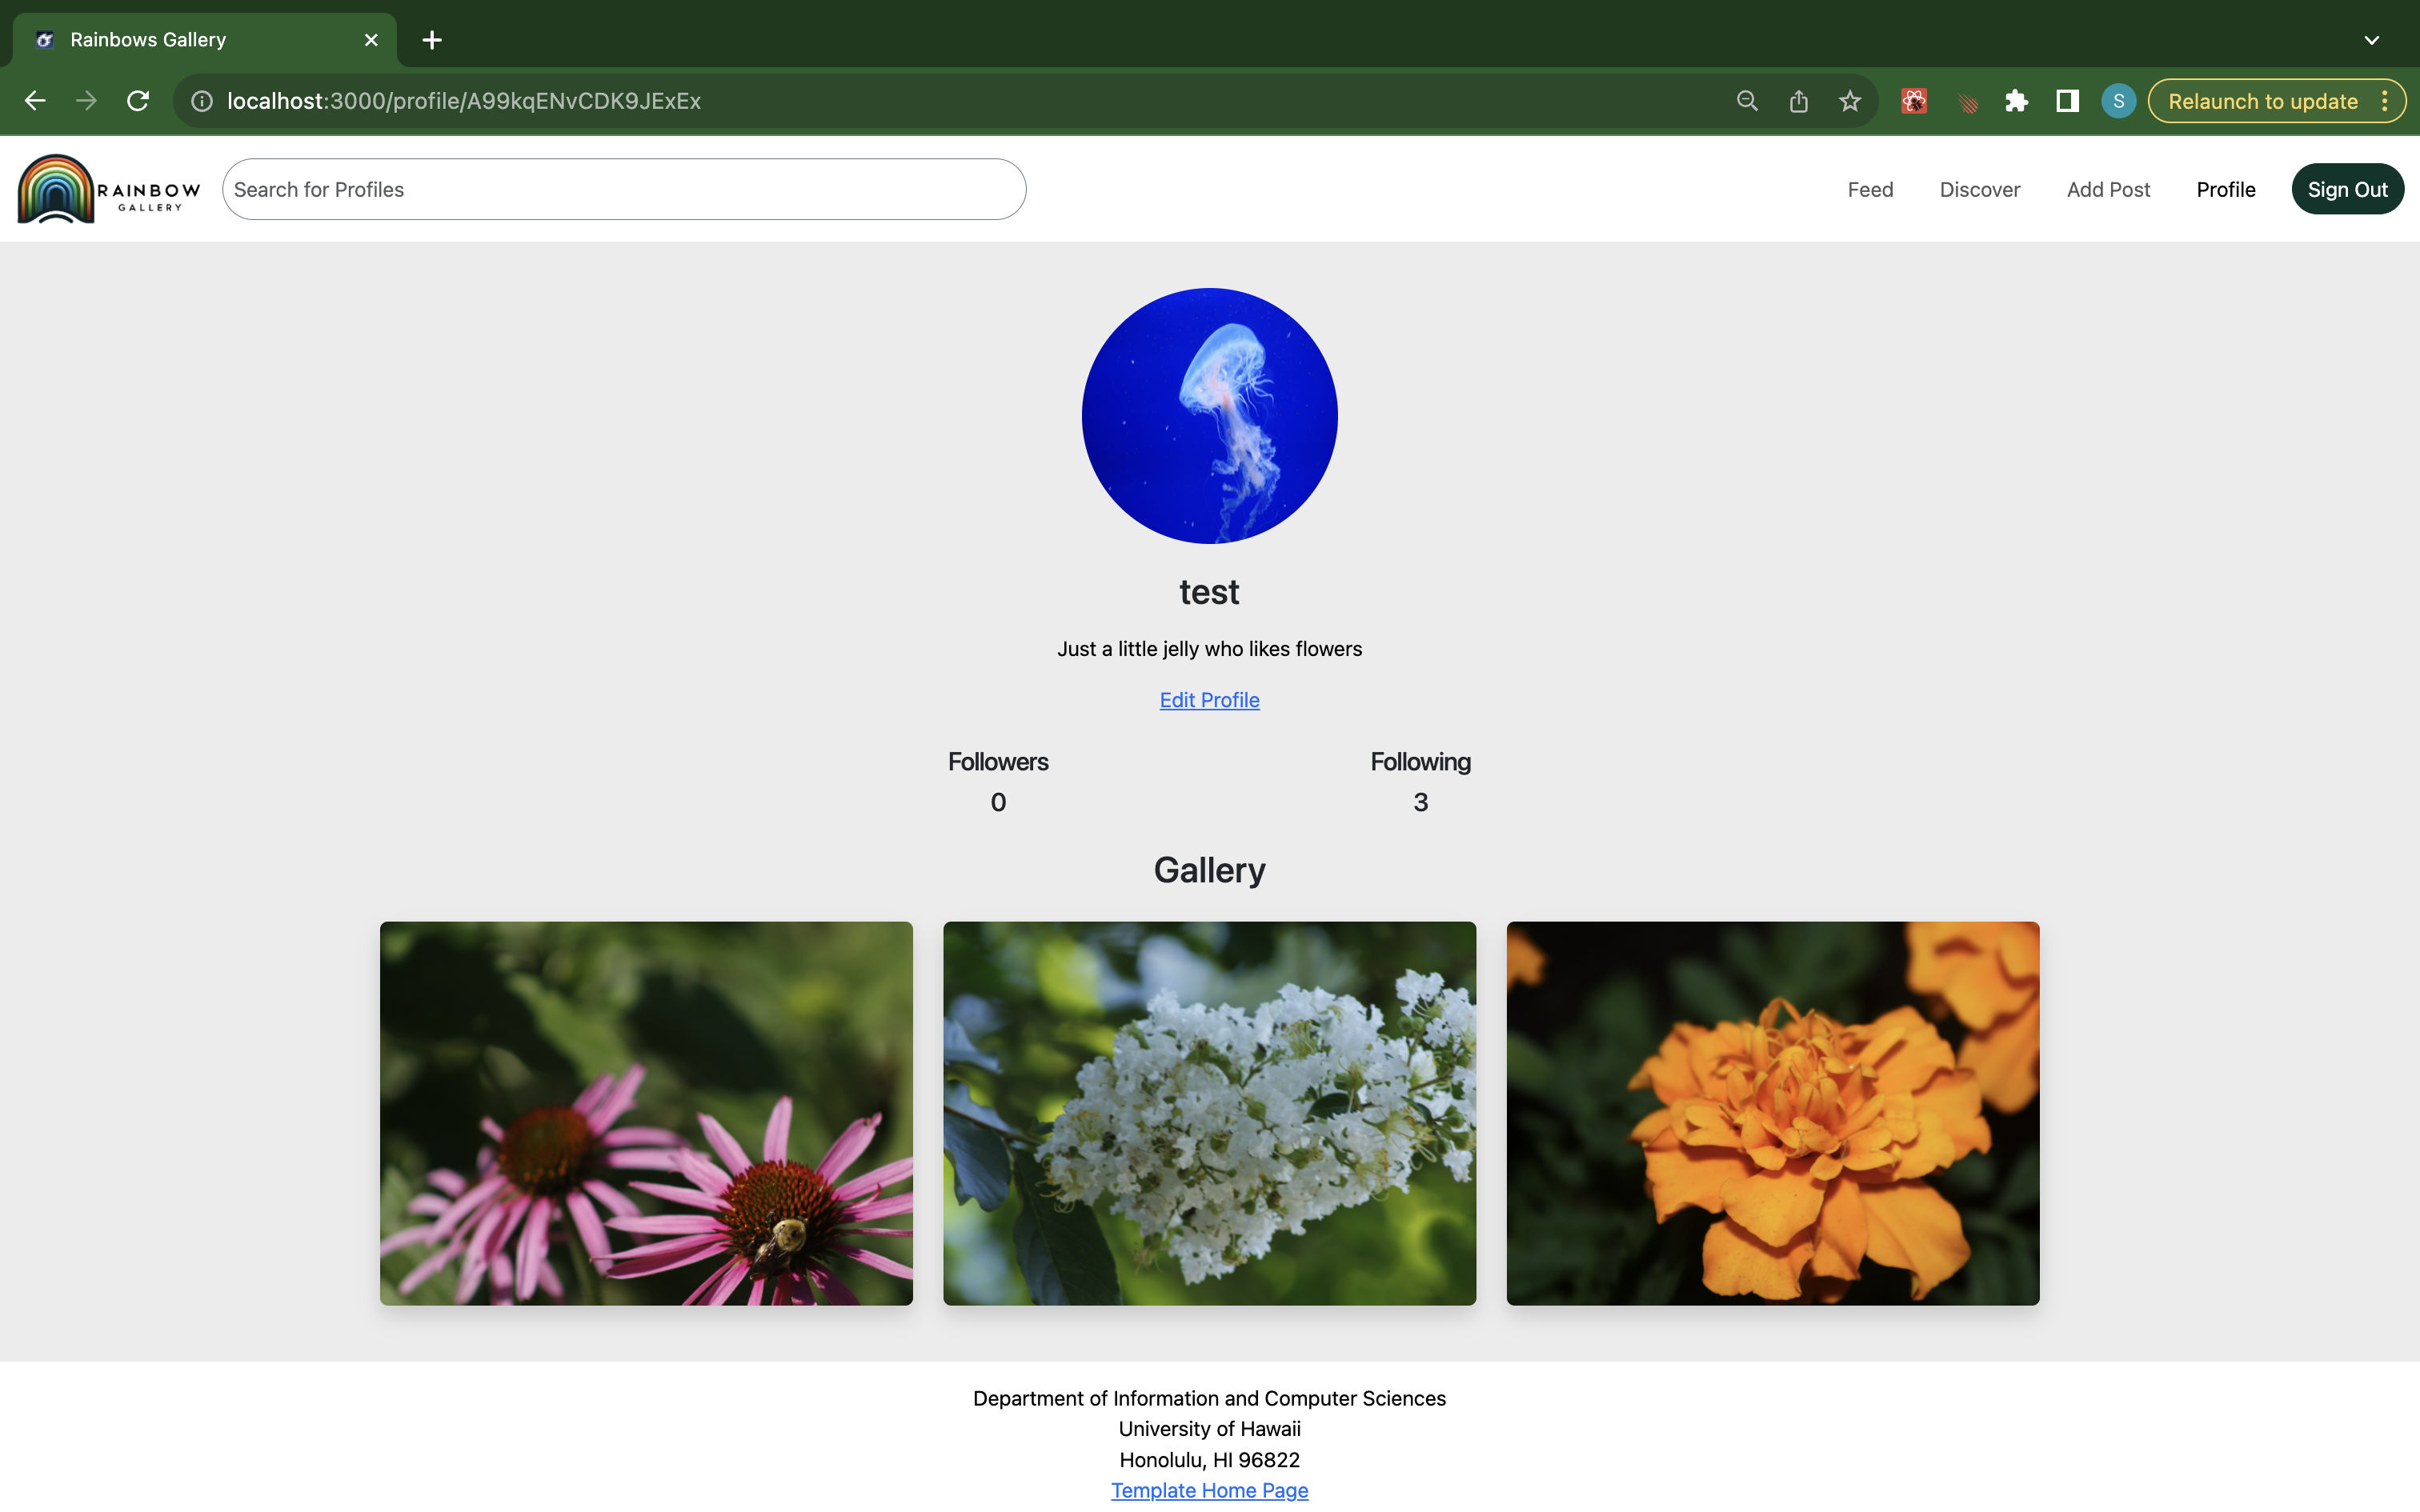 Rainbows Gallery
localhost:3000/profile/A99kqENvCDK9JExEx
S
Relaunch to update
RAINBOW
GALLERY
Search for Profiles
Feed
Discover
Add Post
Profile
Sign Out
test
Just a little jelly who likes flowers
Edit Profile
Followers
Following
0
3
Gallery
Department of Information and Computer Sciences
University of Hawaii
Honolulu, HI 96822
Template Home Page